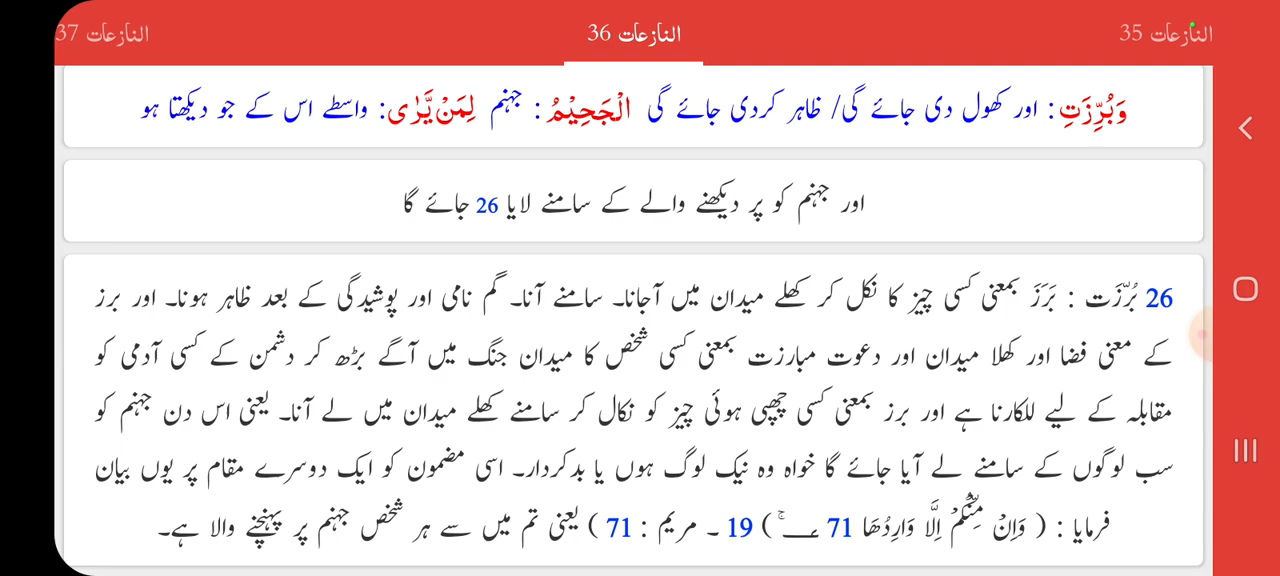 النازعات 35
النازعات 36
النازعات 37
وَبُرِّزَتِ : اور کھول دی جائے گی/ ظاہر کردی جائے گی الْجَحِيْمُ : جہنم لِمَنْ يَّرٰى: واسطے اس کے جو دیکھتا ہو
اور جہنم کو پر دیکھنے والے کے سامنے لایا 26 جائے گا
26 بُرِّزَت : بَرَزَ بمعنی کسی چیز کا نکل کر کھلے میدان میں آجانا۔ سامنے آنا۔ گم نامی اور پوشیدگی کے بعد ظاہر ہونا۔ اور برز
کے معنی فضا اور کھلا میدان اور دعوت مبارزت بمعنی کسی شخص کا میدان جنگ میں آگے بڑھ کر دشمن کے کسی آدمی کو
مقابلہ کے لیے للکارنا ہے اور برز بمعنی کسی چھپی ہوئی چیز کو نکال کر سامنے کھلے میدان میں لے آنا۔ یعنی اس دن جہنم کو
سب لوگوں کے سامنے لے آیا جائے گا خواہ وہ نیک لوگ ہوں یا بدکردار۔ اسی مضمون کو ایک دوسرے مقام پر یوں بیان
فرمایا : ( وَاِنْ مِّنْكُمْ اِلَّا وَارِدُهَا 71؀ۚ ) 19 ۔ مریم : 71 ) یعنی تم میں سے ہر شخص جہنم پر پہنچنے والا ہے۔